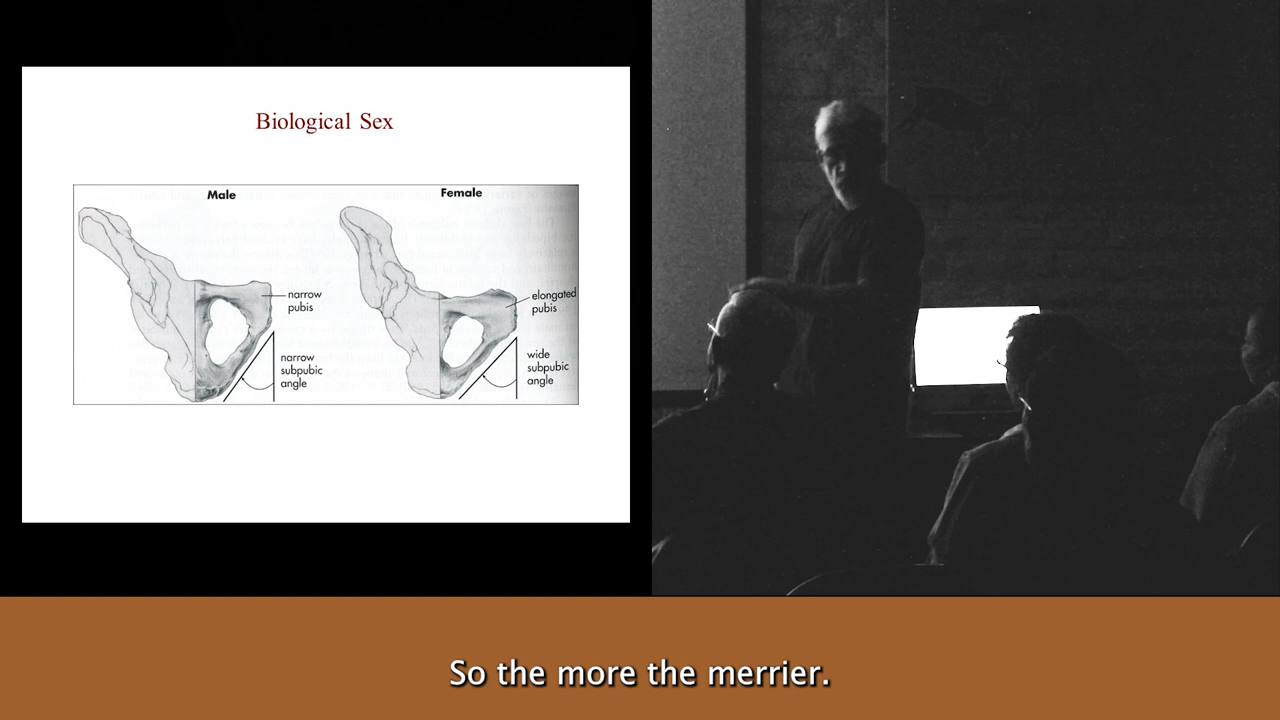 Biological Sex
Male
Female
narrow
pubis
elongated
pubis
narrow
subpubic
angle
wide
subpubic
angle
So the more the merrier.